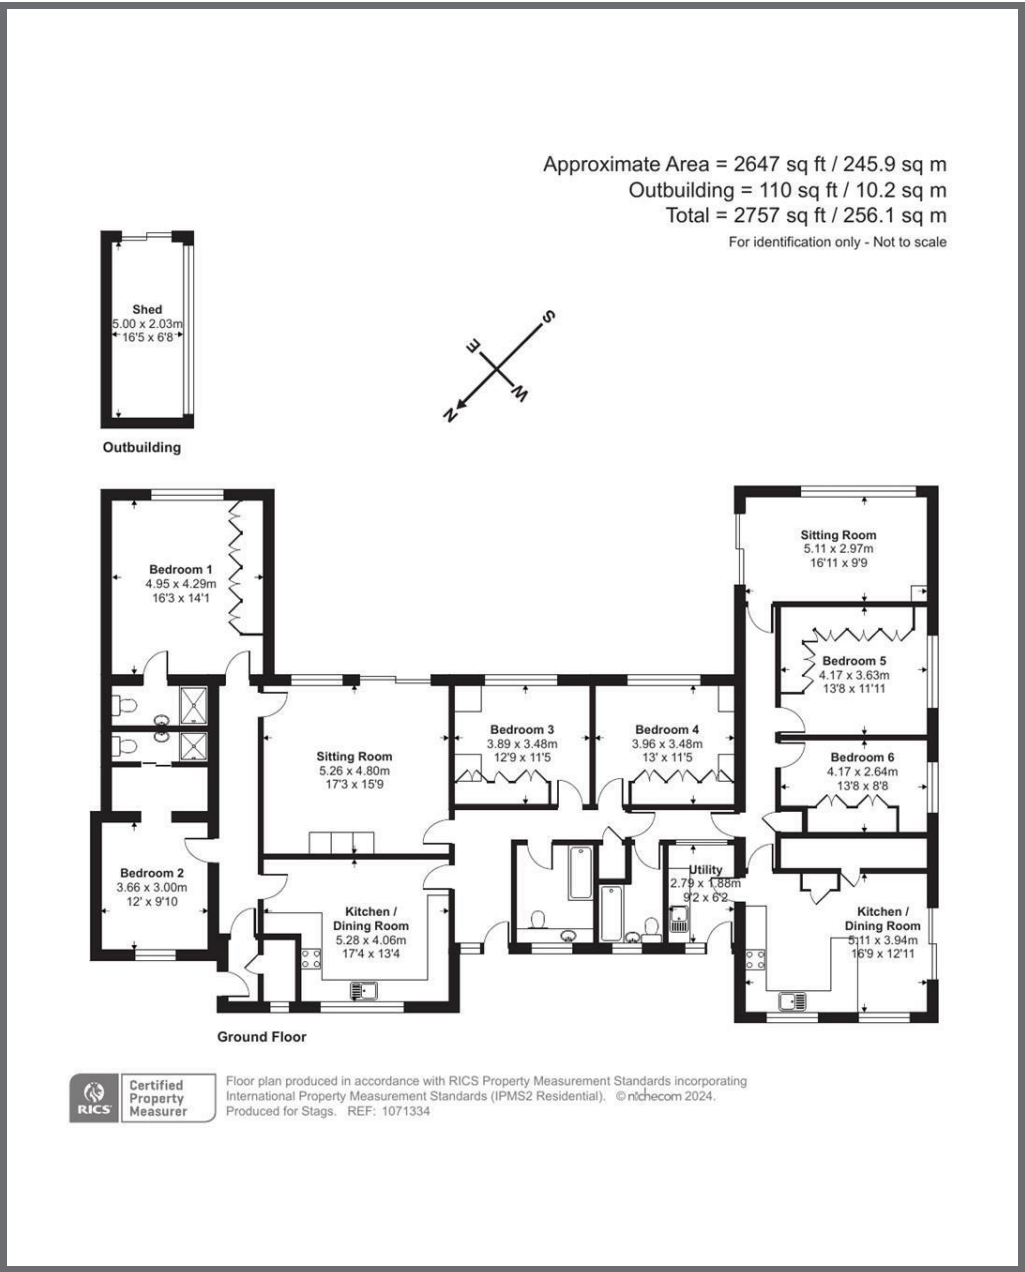 Approximate Area = 2647 sq ft / 245.9 sq m
Outbuilding = 110 sq ft / 10.2 sq m
Total = 2757 sq ft / 256.1 sq m
For identification only - Not to scale
Shed
5.00 x 2.03m
16'5 x 6'8
Outbuilding
S
E
W
N
Bedroom 1
4.95 x 4.29m
16'3 x 14'1
Sitting Room
5.11 x 2.97m
16'11 x 9'9
Bedroom 5
4.17 x 3.63m
13'8 x 11'11
Sitting Room
5.26 x 4.80m
17'3 x 15'9
Bedroom 3
3.89 x 3.48m
12'9 x 11'5
Bedroom 4
3.96 x 3.48m
13' x 11'5
Bedroom 6
4.17 x 2.64m
13'8 x 8'8
Bedroom 2
3.66 x 3.00m
12' x 9'10
Utility
2.79 x 1.88m
9'2 x 6'2
Kitchen /
Dining Room
5.28 x 4.06m
17'4 x 13'4
Kitchen /
Dining Room
5.11 x 3.94m
16'9 x 12'11
Ground Floor
RICS
Certified
Property
Measurer
Floor plan produced in accordance with RICS Property Measurement Standards incorporating
International Property Measurement Standards (IPMS2 Residential). © nichecom 2024.
Produced for Stags. REF: 1071334